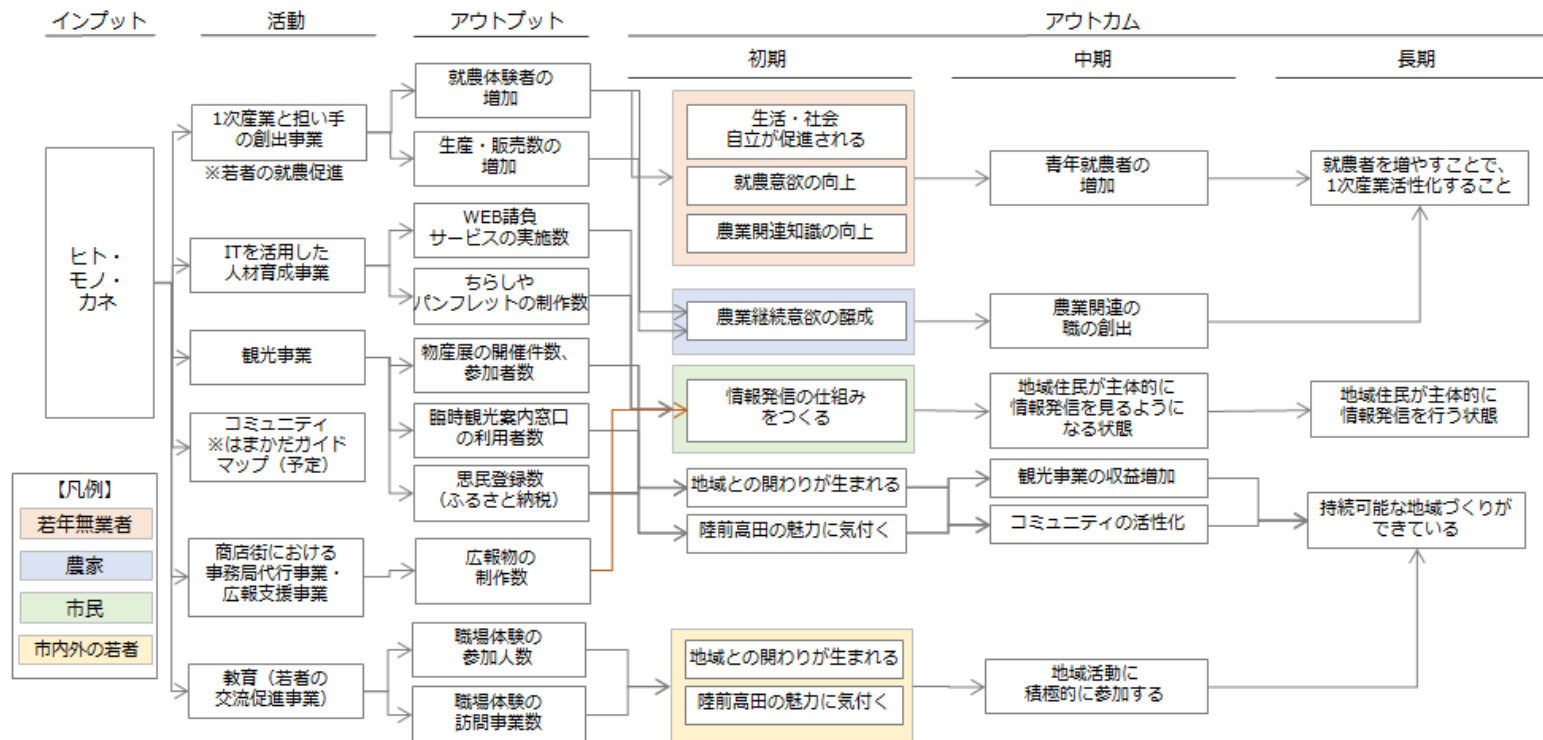 インプット
活動
アウトプット
アウトカム
初期
中期
長期
ヒト・
モノ・
カネ
1次産業と担い手
の創出事業
※若者の就農促進
ITを活用した
人材育成事業
観光事業
コミュニティ
※はまかだガイド
マップ（予定）
商店街における
事務局代行事業・
広報支援事業
教育（若者の
交流促進事業）
就農体験者の
増加
生産・販売数の
増加
WEB請負
サービスの実施数
ちらしや
パンフレットの制作数
物産展の開催件数、
参加者数
臨時観光案内窓口
の利用者数
思民登録数
（ふるさと納税）
広報物の
制作数
職場体験の
参加人数
職場体験の
訪問事業数
生活・社会
自立が促進される
就農意欲の向上
農業関連知識の向上
農業継続意欲の醸成
情報発信の仕組み
をつくる
地域との関わりが生まれる
陸前高田の魅力に気付く
地域との関わりが生まれる
陸前高田の魅力に気付く
青年就農者の
増加
農業関連の
職の創出
地域住民が主体的に
情報発信を見るように
なる状態
観光事業の収益増加
コミュニティの活性化
地域活動に
積極的に参加する
就農者を増やすことで、
1次産業活性化すること
地域住民が主体的に
情報発信を行う状態
持続可能な地域づくりが
できている
【凡例】
若年無業者
農家
市民
市内外の若者